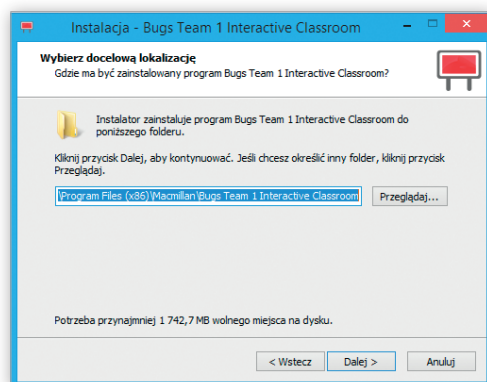 Instalacja - Bugs Team 1 Interactive Classroom
Wybierz docelową lokalizację
Gdzie ma być zainstalowany program Bugs Team 1 Interactive Classroom?
Instalator zainstaluje program Bugs Team 1 Interactive Classroom do
poniższego folderu.
Kliknij przycisk Dalej, aby kontynuować. Jeśli chcesz określić inny folder, kliknij przycisk
Przeglądaj.
\Program Files (x86)\Macmillan\Bugs Team 1 Interactive Classroom
Przeglądaj...
Potrzeba przynajmniej 1 742,7 MB wolnego miejsca na dysku.
< Wstecz
Dalej >
Anuluj